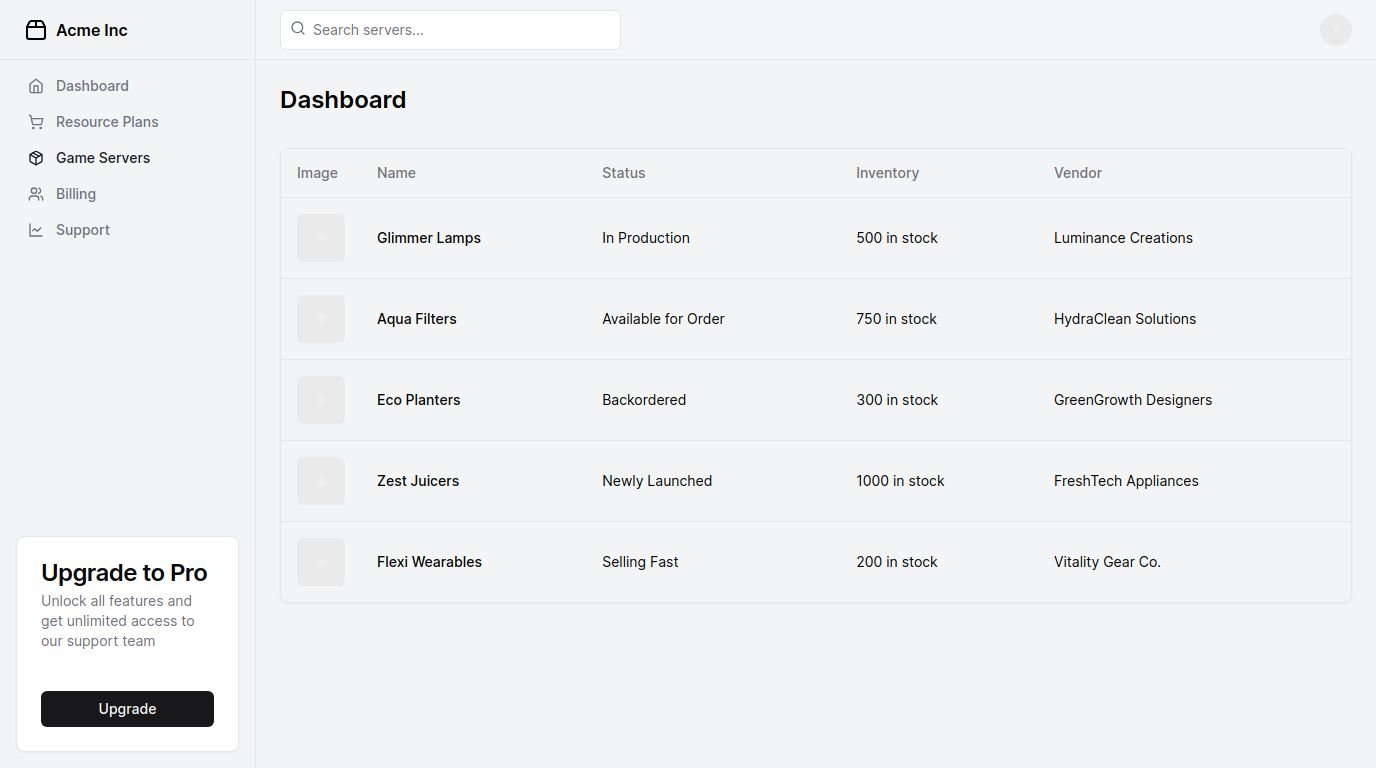 Acme Inc
Search servers...
Dashboard
Resource Plans
Game Servers
Billing
Support
Upgrade to Pro
Unlock all features and
get unlimited access to
our support team
Upgrade
Dashboard
Image Name Status Inventory Vendor
Glimmer Lamps In Production 500 in stock Luminance Creations
Aqua Filters Available for Order 750 in stock HydraClean Solutions
Eco Planters Backordered 300 in stock GreenGrowth Designers
Zest Juicers Newly Launched 1000 in stock FreshTech Appliances
Flexi Wearables Selling Fast 200 in stock Vitality Gear Co.